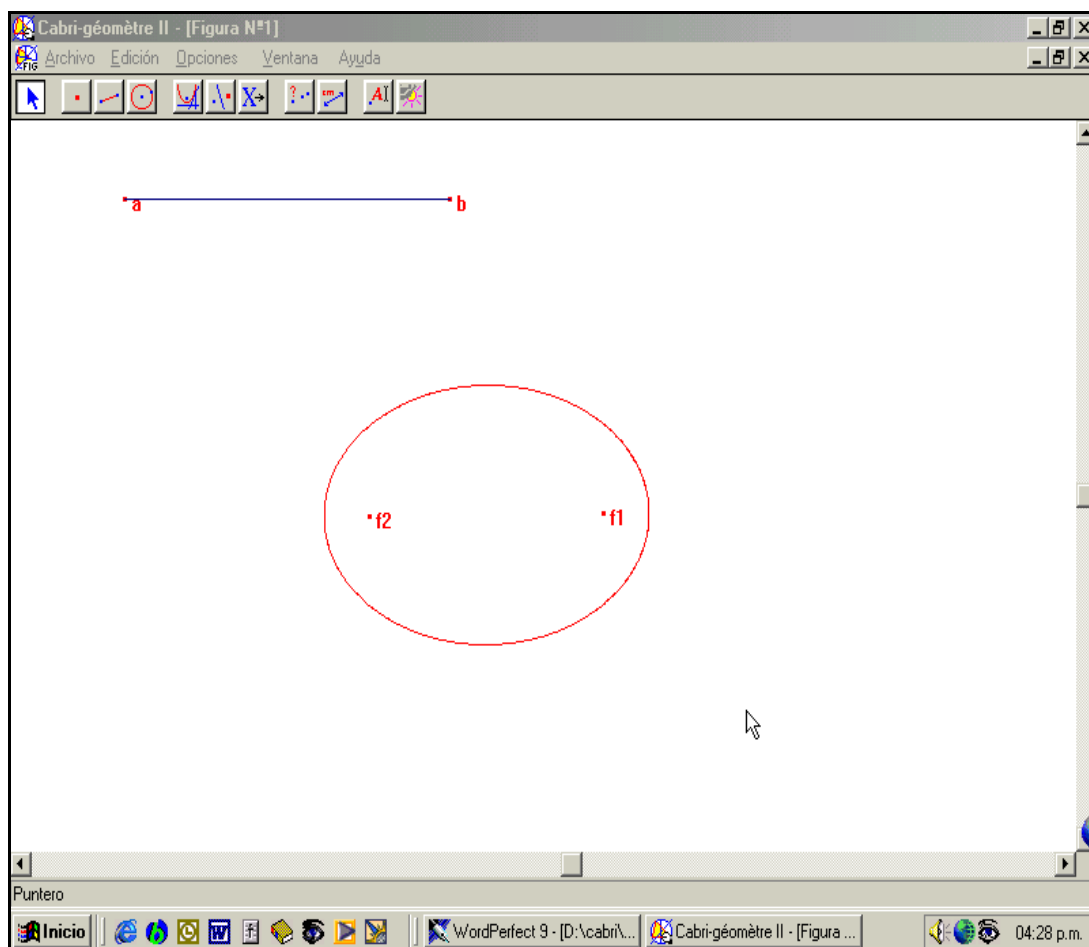 Cabri-géomètre II - [Figura Nº1]
Archivo Edición Opciones Ventana Ayuda
a b
f2 f1
Puntero
Inicio WordPerfect 9 - [D:\cabri\... Cabri-géomètre II - [Figura ... 04:28 p.m.